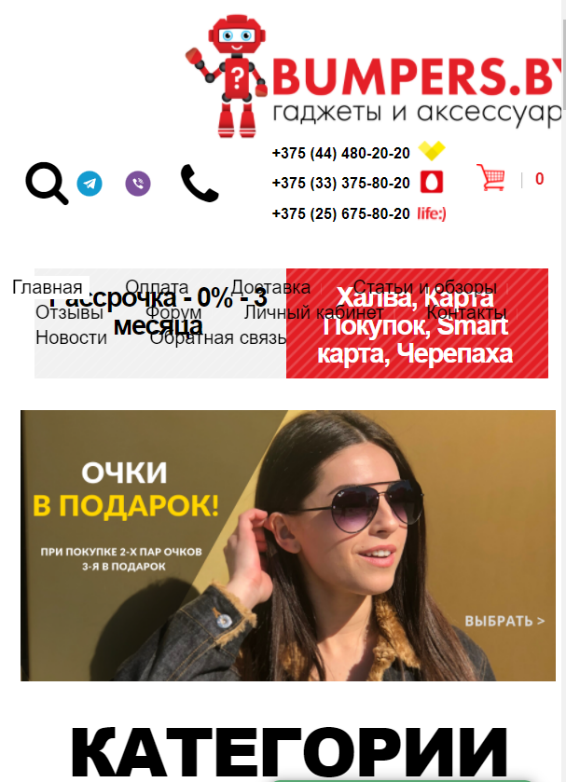 ?
BUMPERS.BY
гаджеты и аксессуар
+375 (44) 480-20-20
+375 (33) 375-80-20
+375 (25) 675-80-20 life:)
0
Главная Оплата Доставка Статьи и обзоры
Отзывы Форум Личный кабинет Контакты
Новости Обратная связь
Рассрочка - 0% - 3
месяца
Халва, Карта
Покупок, Smart
карта, Черепаха
ОЧКИ
В ПОДАРОК!
ПРИ ПОКУПКЕ 2-Х ПАР ОЧКОВ
3-Я В ПОДАРОК
ВЫБРАТЬ >
КАТЕГОРИИ